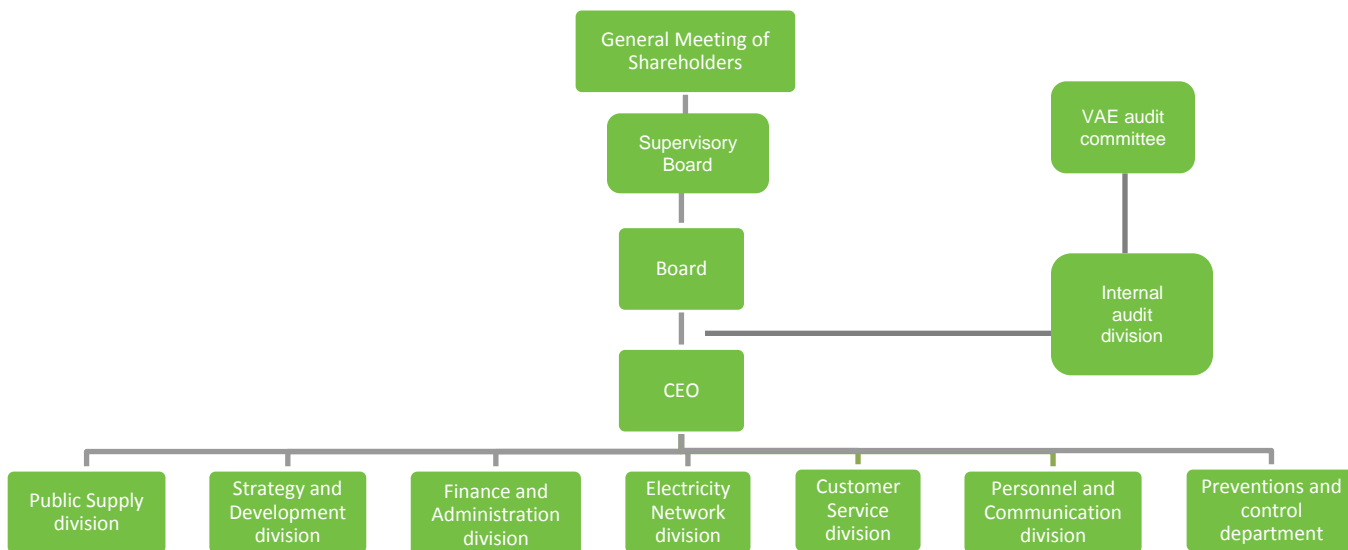 General Meeting of
Shareholders
VAE audit
committee
Supervisory
Board
Board
Internal
audit
division
CEO
Public Supply
division
Strategy and
Development
division
Finance and
Administration
division
Electricity
Network
division
Customer
Service
division
Personnel and
Communication
division
Preventions and
control
department